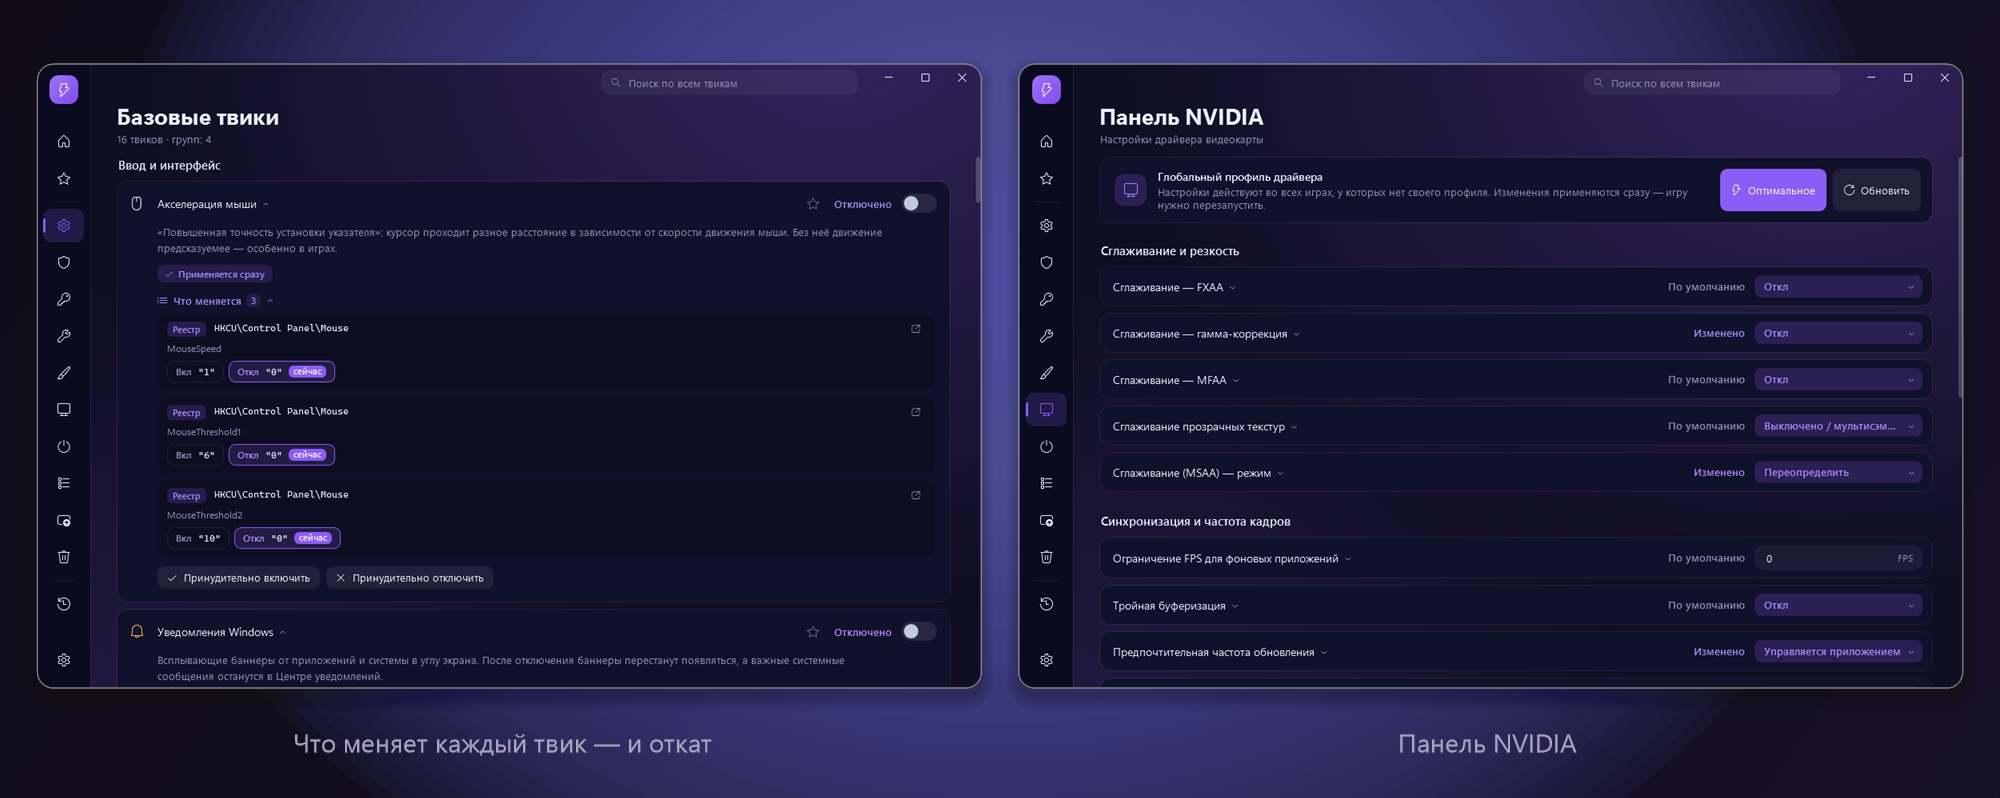 Поиск по всем твикам
Базовые твики
16 твиков · групп: 4
Ввод и интерфейс
Акселерация мыши
Отключено
«Повышенная точность установки указателя»: курсор проходит разное расстояние в зависимости от скорости движения мыши. Без неё движение
предсказуемее — особенно в играх.
Применяется сразу
Что меняется 3
Реестр HKCU\Control Panel\Mouse
MouseSpeed
Вкл "1" Откл "0" сейчас
Реестр HKCU\Control Panel\Mouse
MouseThreshold1
Вкл "6" Откл "0" сейчас
Реестр HKCU\Control Panel\Mouse
MouseThreshold2
Вкл "10" Откл "0" сейчас
Принудительно включить Принудительно отключить
Уведомления Windows
Отключено
Всплывающие баннеры от приложений и системы в углу экрана. После отключения баннеры перестанут появляться, а важные системные
сообщения останутся в Центре уведомлений.
Что меняет каждый твик — и откат
Поиск по всем твикам
Панель NVIDIA
Настройки драйвера видеокарты
Глобальный профиль драйвера
Настройки действуют во всех играх, у которых нет своего профиля. Изменения применяются сразу — игру
нужно перезапустить.
Оптимальное Обновить
Сглаживание и резкость
Сглаживание — FXAA По умолчанию Откл
Сглаживание — гамма-коррекция Изменено Откл
Сглаживание — MFAA По умолчанию Откл
Сглаживание прозрачных текстур По умолчанию Выключено / мультисэм...
Сглаживание (MSAA) — режим Изменено Переопределить
Синхронизация и частота кадров
Ограничение FPS для фоновых приложений По умолчанию 0 FPS
Тройная буферизация По умолчанию Откл
Предпочтительная частота обновления Изменено Управляется приложением
Панель NVIDIA